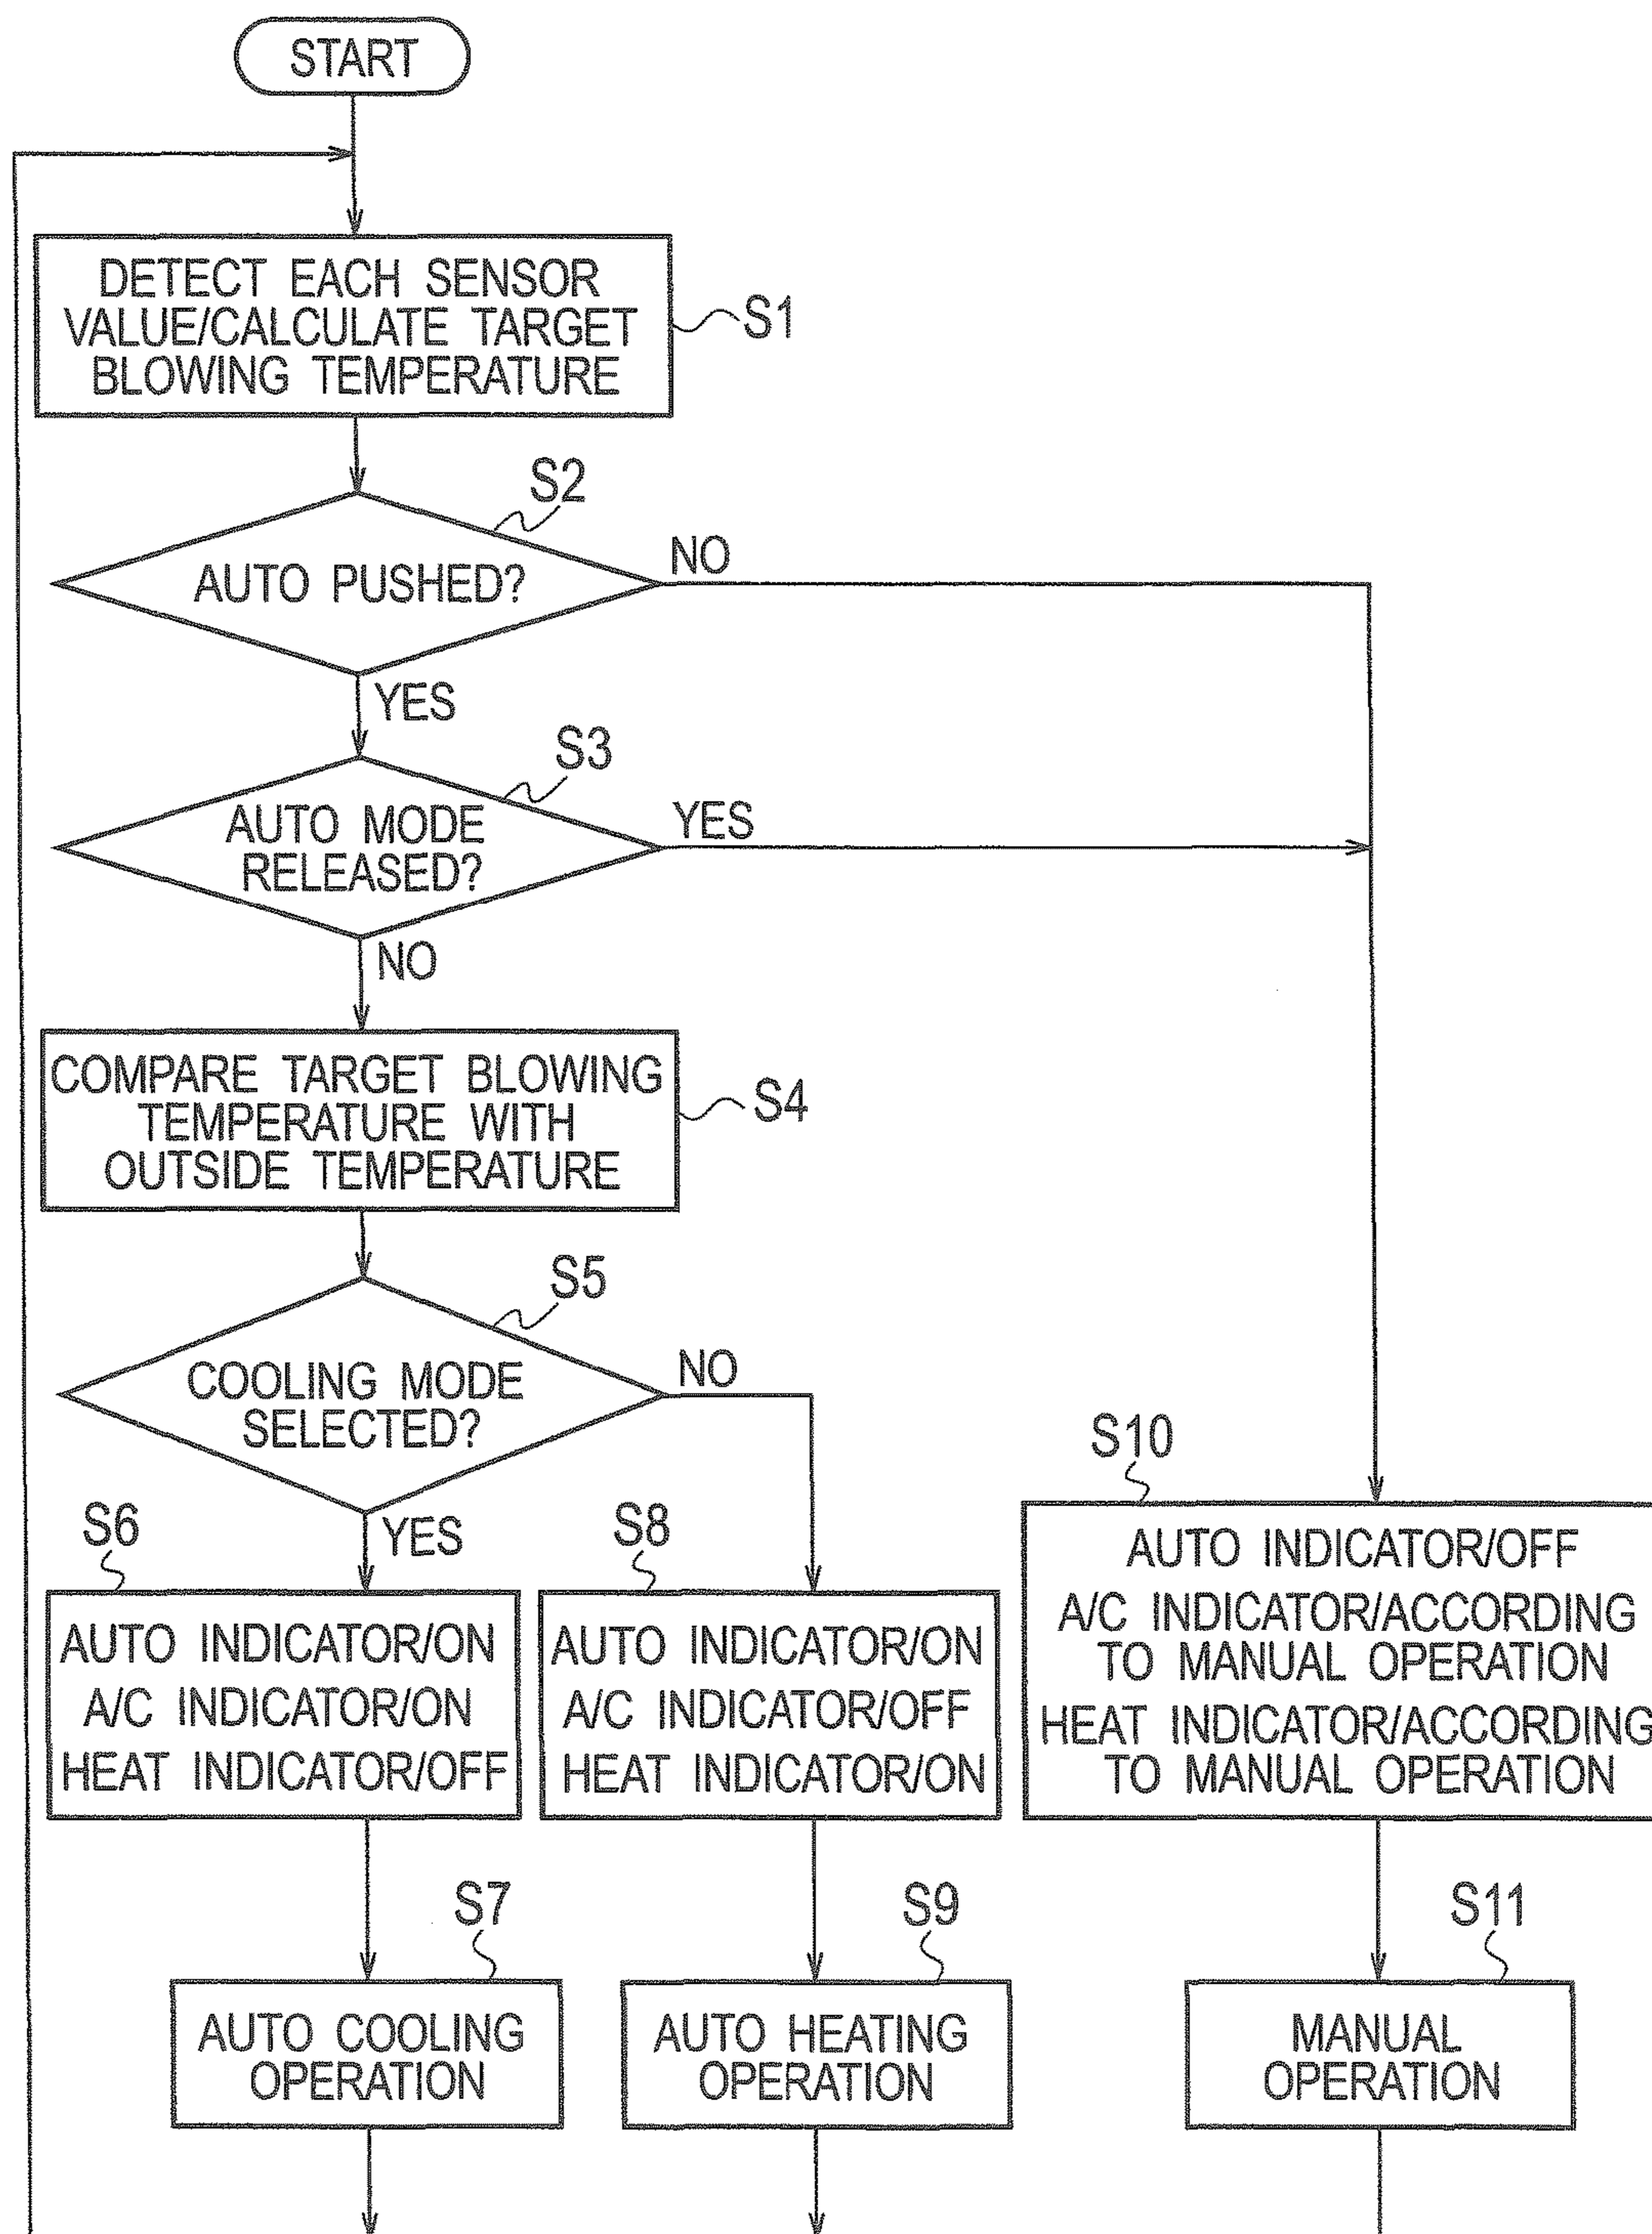 START
DETECT EACH SENSOR
VALUE/CALCULATE TARGET
BLOWING TEMPERATURE
S1
S2
AUTO PUSHED?
NO
YES
S3
AUTO MODE
RELEASED?
YES
NO
COMPARE TARGET BLOWING
TEMPERATURE WITH
OUTSIDE TEMPERATURE
S4
S5
COOLING MODE
SELECTED?
NO
YES
S6
AUTO INDICATOR/ON
A/C INDICATOR/ON
HEAT INDICATOR/OFF
S8
AUTO INDICATOR/ON
A/C INDICATOR/OFF
HEAT INDICATOR/ON
S10
AUTO INDICATOR/OFF
A/C INDICATOR/ACCORDING
TO MANUAL OPERATION
HEAT INDICATOR/ACCORDING
TO MANUAL OPERATION
S7
AUTO COOLING
OPERATION
S9
AUTO HEATING
OPERATION
S11
MANUAL
OPERATION